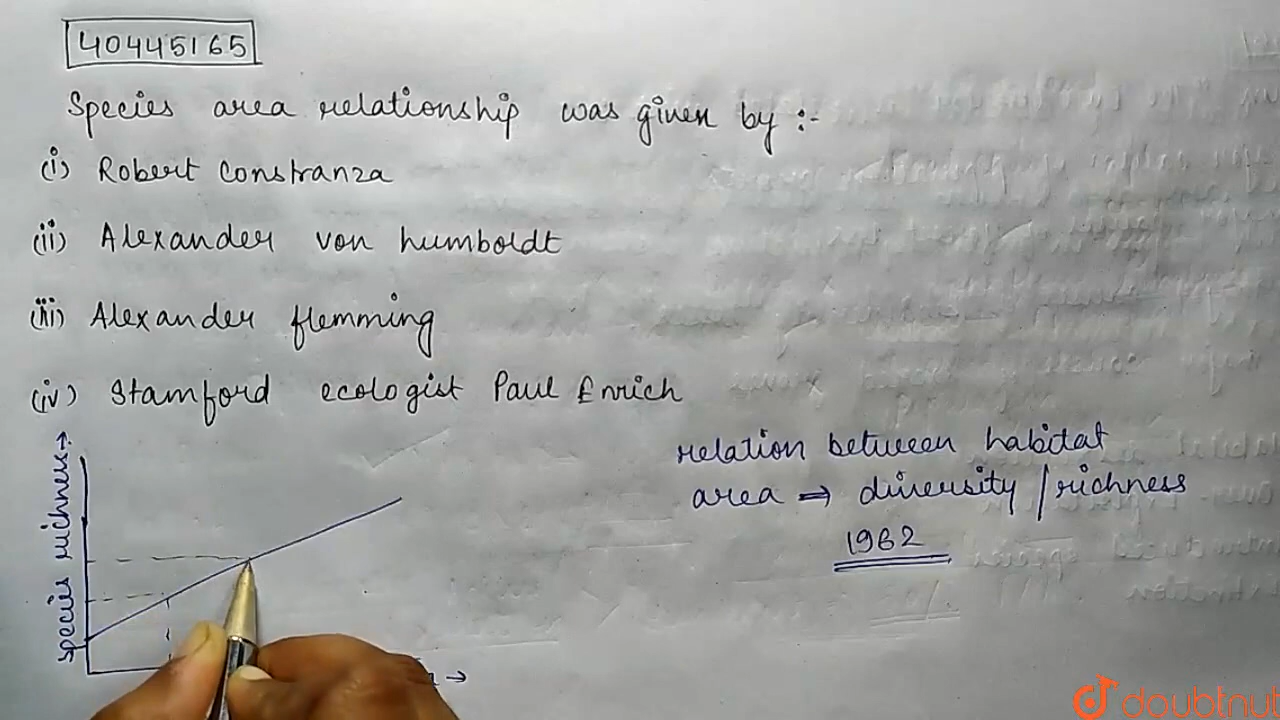 40445165
Species area relationship was given by :-
(i) Robert Constranza
(ii) Alexander von humboldt
(iii) Alexander flemming
(iv) Stamford ecologist Paul Enrich
species richness →
relation between habitat
area ⇒ diversity / richness
1962
doubtnut